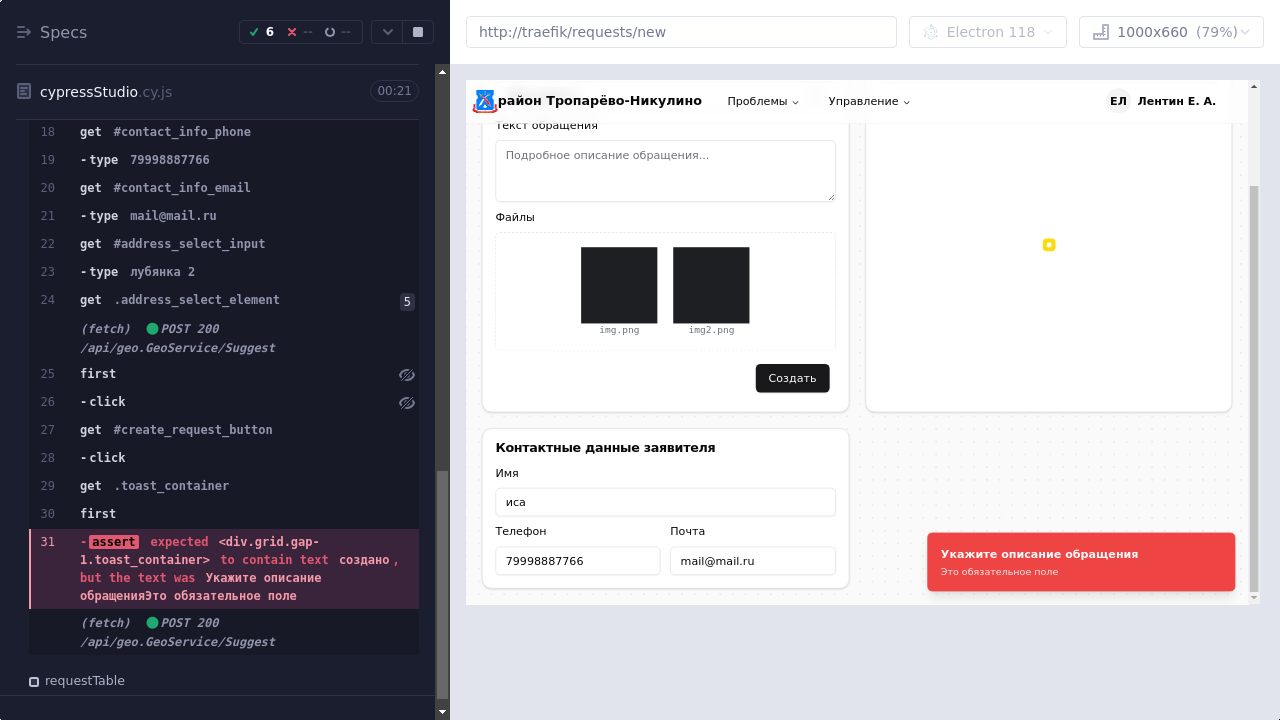 Specs
6
--
--
http://traefik/requests/new
Electron 118
1000x660 (79%)
cypressStudio.cy.js
00:21
18 get #contact_info_phone
19 -type 79998887766
20 get #contact_info_email
21 -type mail@mail.ru
22 get #address_select_input
23 -type лубянка 2
24 get .address_select_element 5
(fetch) POST 200
/api/geo.GeoService/Suggest
25 first
26 -click
27 get #create_request_button
28 -click
29 get .toast_container
30 first
31 -assert expected <div.grid.gap-
1.toast_container> to contain text создано,
but the text was Укажите описание
обращенияЭто обязательное поле
(fetch) POST 200
/api/geo.GeoService/Suggest
requestTable
район Тропарёво-Никулино
Проблемы
Управление
ЕЛ
Лентин Е. А.
Текст обращения
Подробное описание обращения...
Файлы
img.png
img2.png
Создать
Контактные данные заявителя
Имя
иса
Телефон
Почта
79998887766
mail@mail.ru
Укажите описание обращения
Это обязательное поле